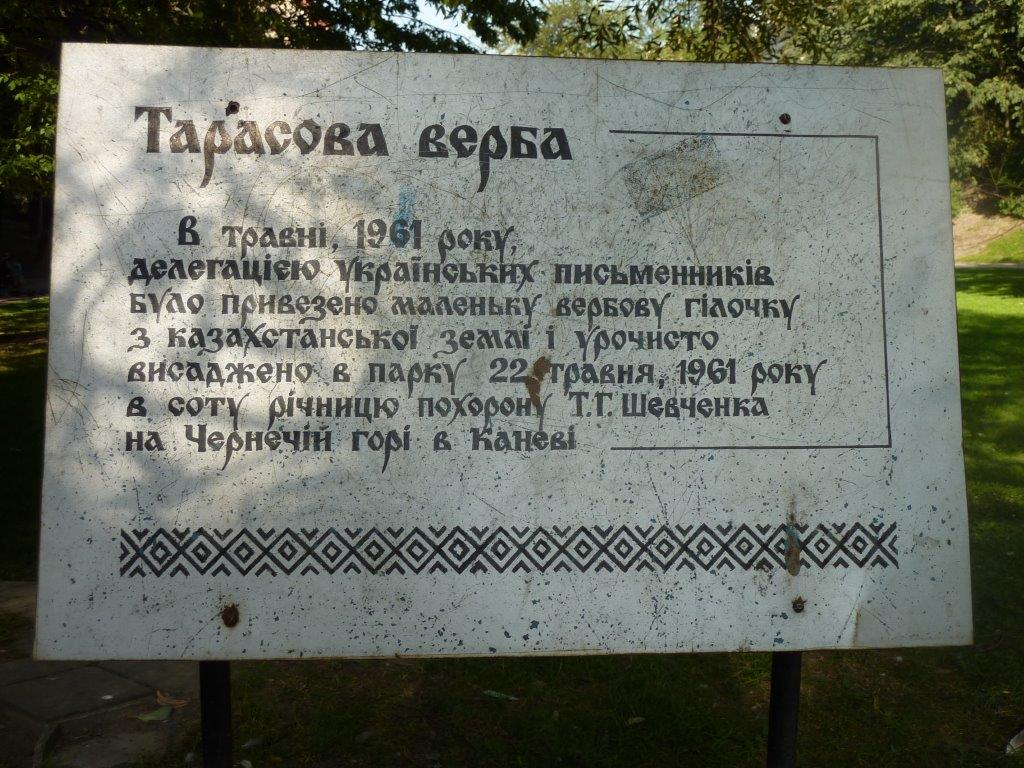 Тарасова верба
В травні, 1961 року,
делегацією українських письменників
було привезено маленьку вербову гілочку
з казахстанської землі і урочисто
висаджено в парку 22 травня, 1961 року
в соту річницю похорону Т.Г. Шевченка
на Чернечій горі в Каневі